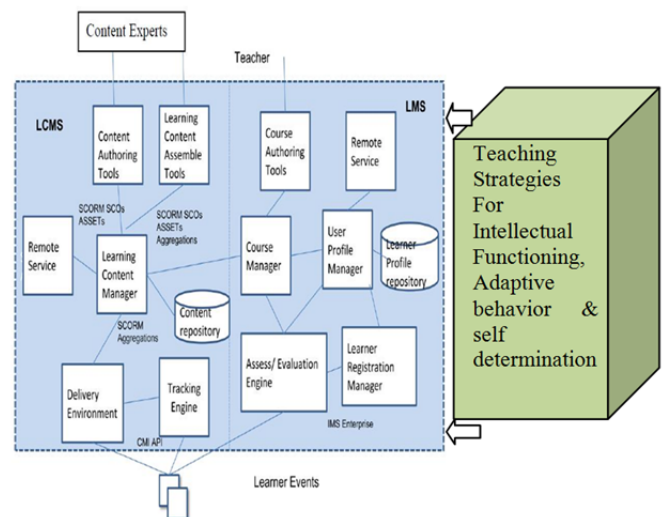 Content Experts
Teacher
LCMS
LMS
Content
Authoring
Tools
Learning
Content
Assemble
Tools
Course
Authoring
Tools
Remote
Service
SCORM SCOs
ASSETs
SCORM SCOs
ASSETs
Aggregations
Remote
Service
Learning
Content
Manager
Course
Manager
User
Profile
Manager
Learner
Profile
repository
Content
repository
SCORM
Aggregations
Delivery
Environment
Tracking
Engine
Assess/ Evaluation
Engine
Learner
Registration
Manager
CMI API
IMS Enterprise
Learner Events
Teaching
Strategies
For
Intellectual
Functioning,
Adaptive
behavior &
self
determination